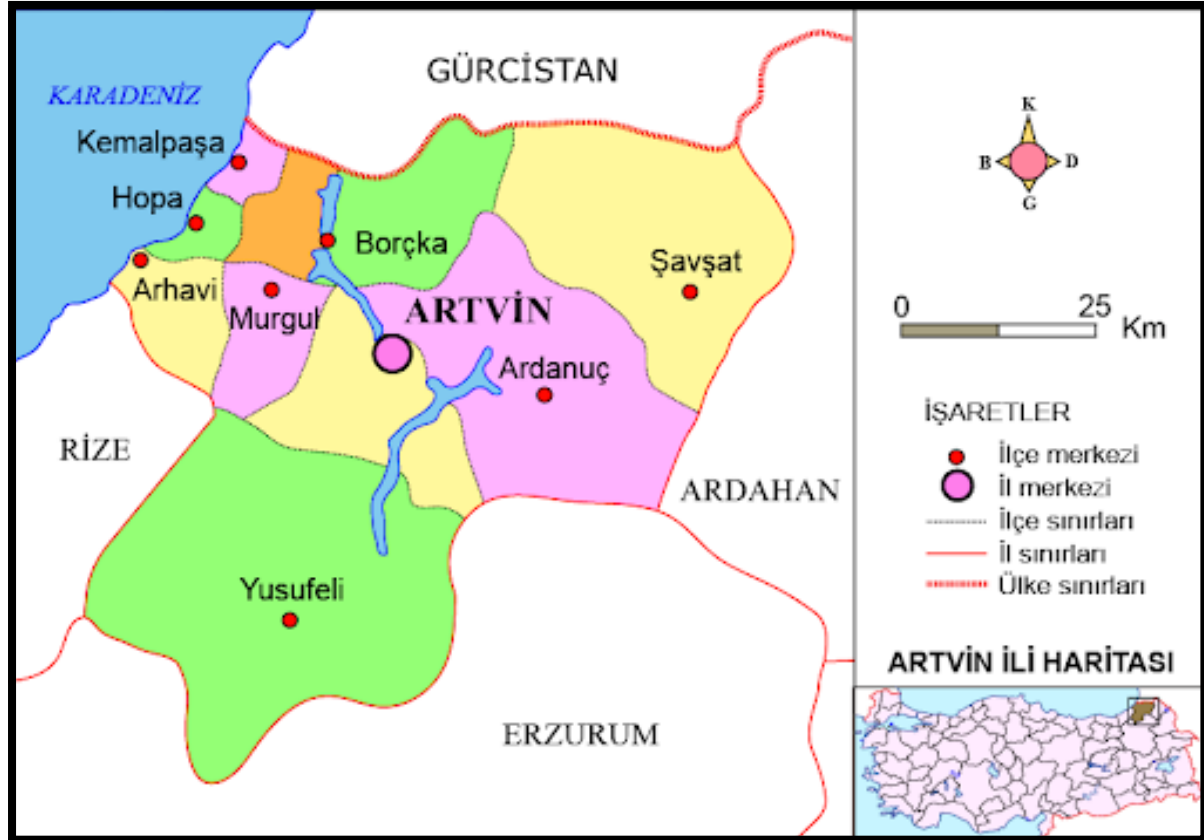 GÜRCİSTAN
KARADENİZ
Kemalpaşa
Hopa
Borçka
Şavşat
Arhavi
Murgul
ARTVİN
Ardanuç
RİZE
ARDAHAN
Yusufeli
ERZURUM
K
B
D
G
0
25
Km
İŞARETLER
İlçe merkezi
İl merkezi
İlçe sınırları
İl sınırları
Ülke sınırları
ARTVİN İLİ HARİTASI